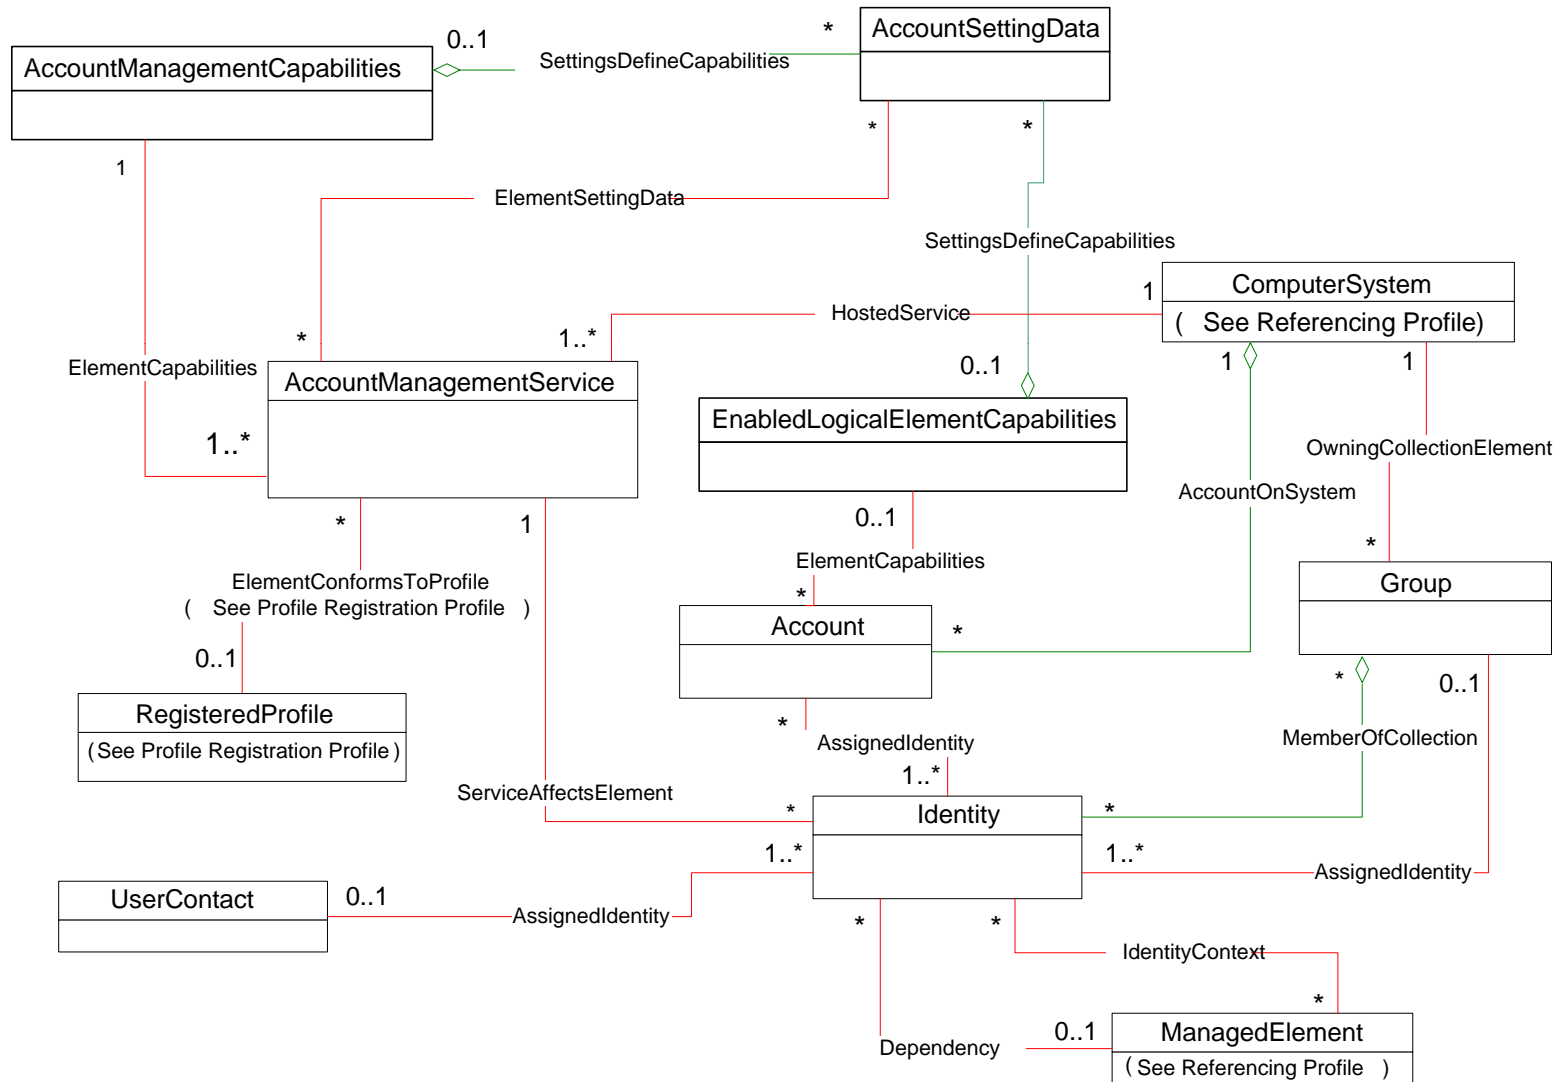 AccountSettingData
*
0..1
SettingsDefineCapabilities
AccountManagementCapabilities
*
*
1
ElementSettingData
SettingsDefineCapabilities
ComputerSystem
( See Referencing Profile)
1
HostedService
*
1..*
1
1
ElementCapabilities
0..1
AccountManagementService
EnabledLogicalElementCapabilities
1..*
OwningCollectionElement
AccountOnSystem
*
1
0..1
*
ElementCapabilities
ElementConformsToProfile
( See Profile Registration Profile )
*
Group
Account
*
0..1
*
0..1
RegisteredProfile
(See Profile Registration Profile)
*
AssignedIdentity
MemberOfCollection
1..*
ServiceAffectsElement
*
Identity
*
1..*
1..*
AssignedIdentity
UserContact
0..1
AssignedIdentity
*
*
IdentityContext
*
Dependency
0..1
ManagedElement
(See Referencing Profile )